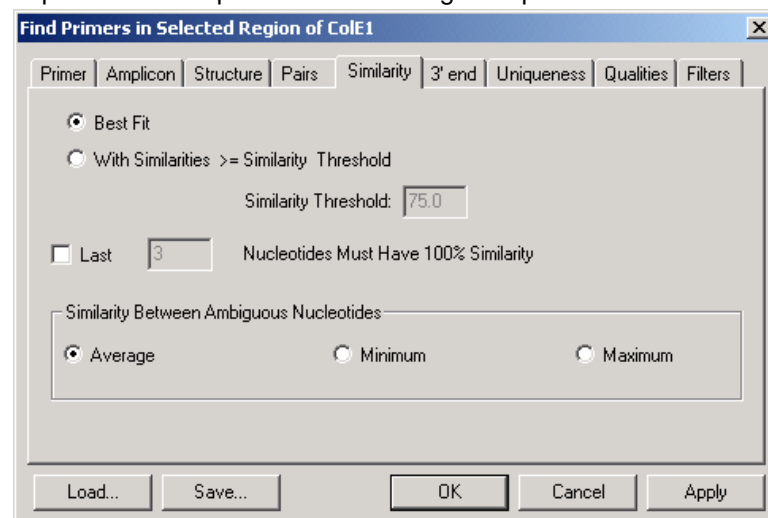 Find Primers in Selected Region of ColE1
Primer Amplicon Structure Pairs Similarity 3' end Uniqueness Qualities Filters
Best Fit
With Similarities >= Similarity Threshold
Similarity Threshold: 75.0
Last 3 Nucleotides Must Have 100% Similarity
Similarity Between Ambiguous Nucleotides
Average Minimum Maximum
Load... Save... OK Cancel Apply